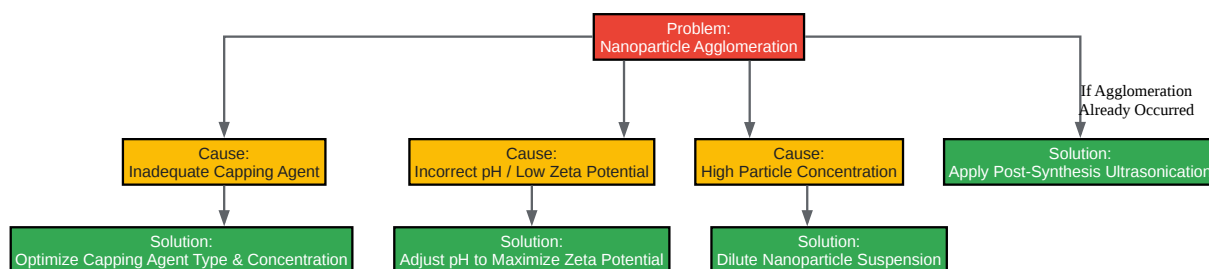 Problem:
Nanoparticle Agglomeration
If Agglomeration
Already Occurred
Cause:
Inadequate Capping Agent
Cause:
Incorrect pH / Low Zeta Potential
Cause:
High Particle Concentration
Solution:
Apply Post-Synthesis Ultrasonication
Solution:
Optimize Capping Agent Type & Concentration
Solution:
Adjust pH to Maximize Zeta Potential
Solution:
Dilute Nanoparticle Suspension